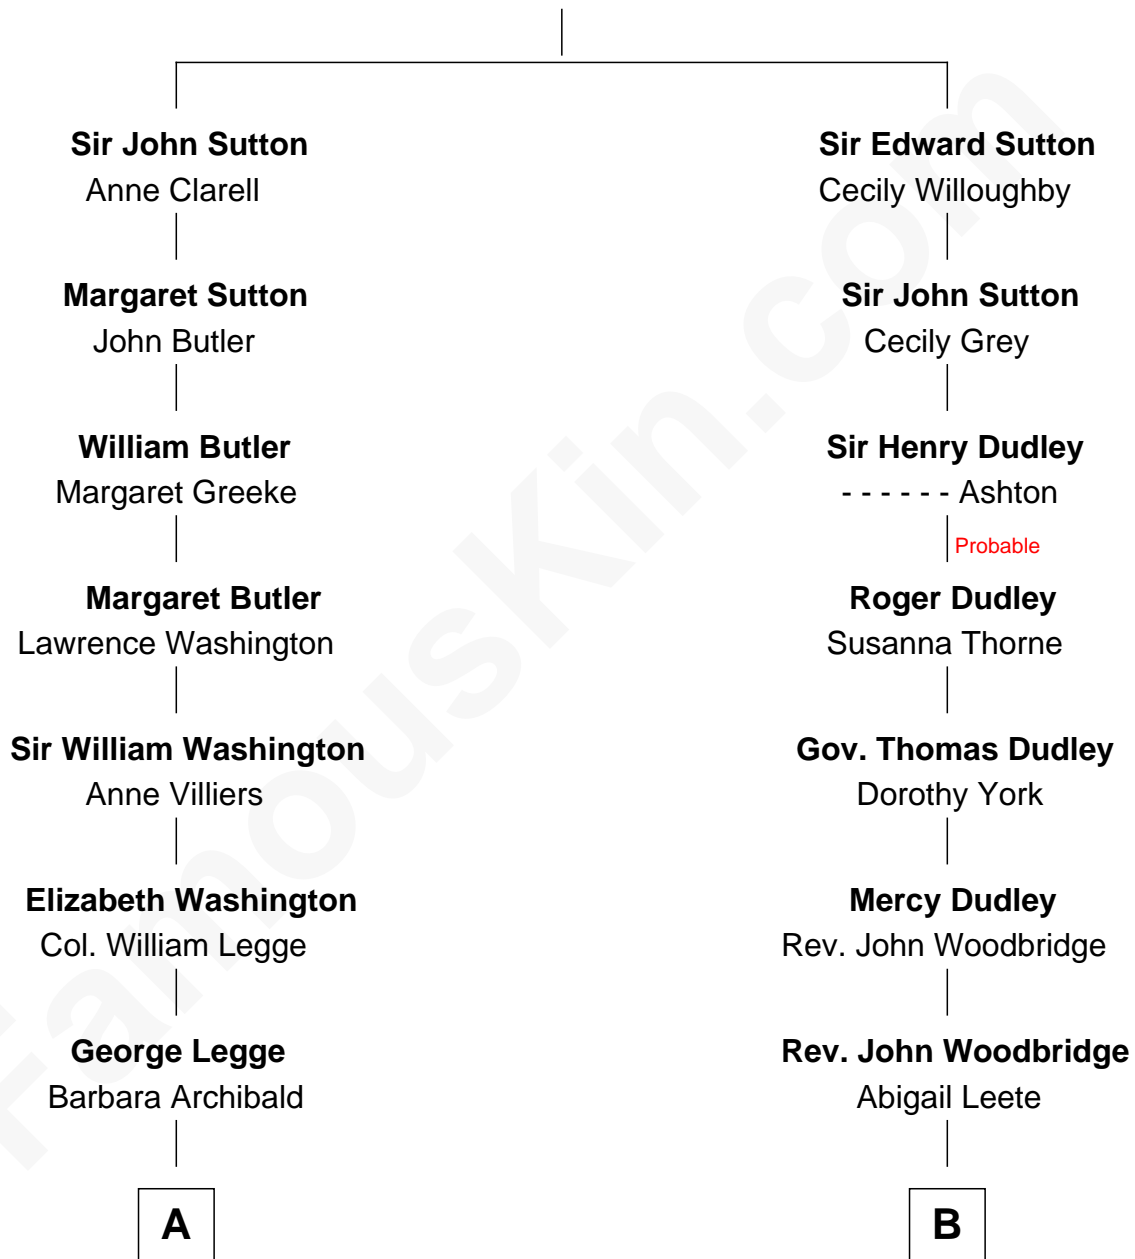 Sir John Sutton
Anne Clarell
Margaret Sutton
John Butler
William Butler
Margaret Greeke
Margaret Butler
Lawrence Washington
Sir William Washington
Anne Villiers
Elizabeth Washington
Col. William Legge
George Legge
Barbara Archibald
A
Sir Edward Sutton
Cecily Willoughby
Sir John Sutton
Cecily Grey
Sir Henry Dudley
- - - - - - Ashton
Probable
Roger Dudley
Susanna Thorne
Gov. Thomas Dudley
Dorothy York
Mercy Dudley
Rev. John Woodbridge
Rev. John Woodbridge
Abigail Leete
B
FamousKin.com